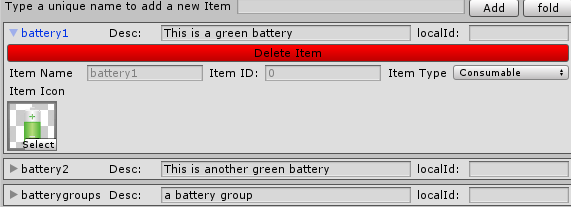 Type a unique name to add a new Item Add fold
battery1 Desc: This is a green battery localId:
Delete Item
Item Name battery1 Item ID: 0 Item Type Consumable
Item Icon
Select
battery2 Desc: This is another green battery localId:
batterygroups Desc: a battery group localId: